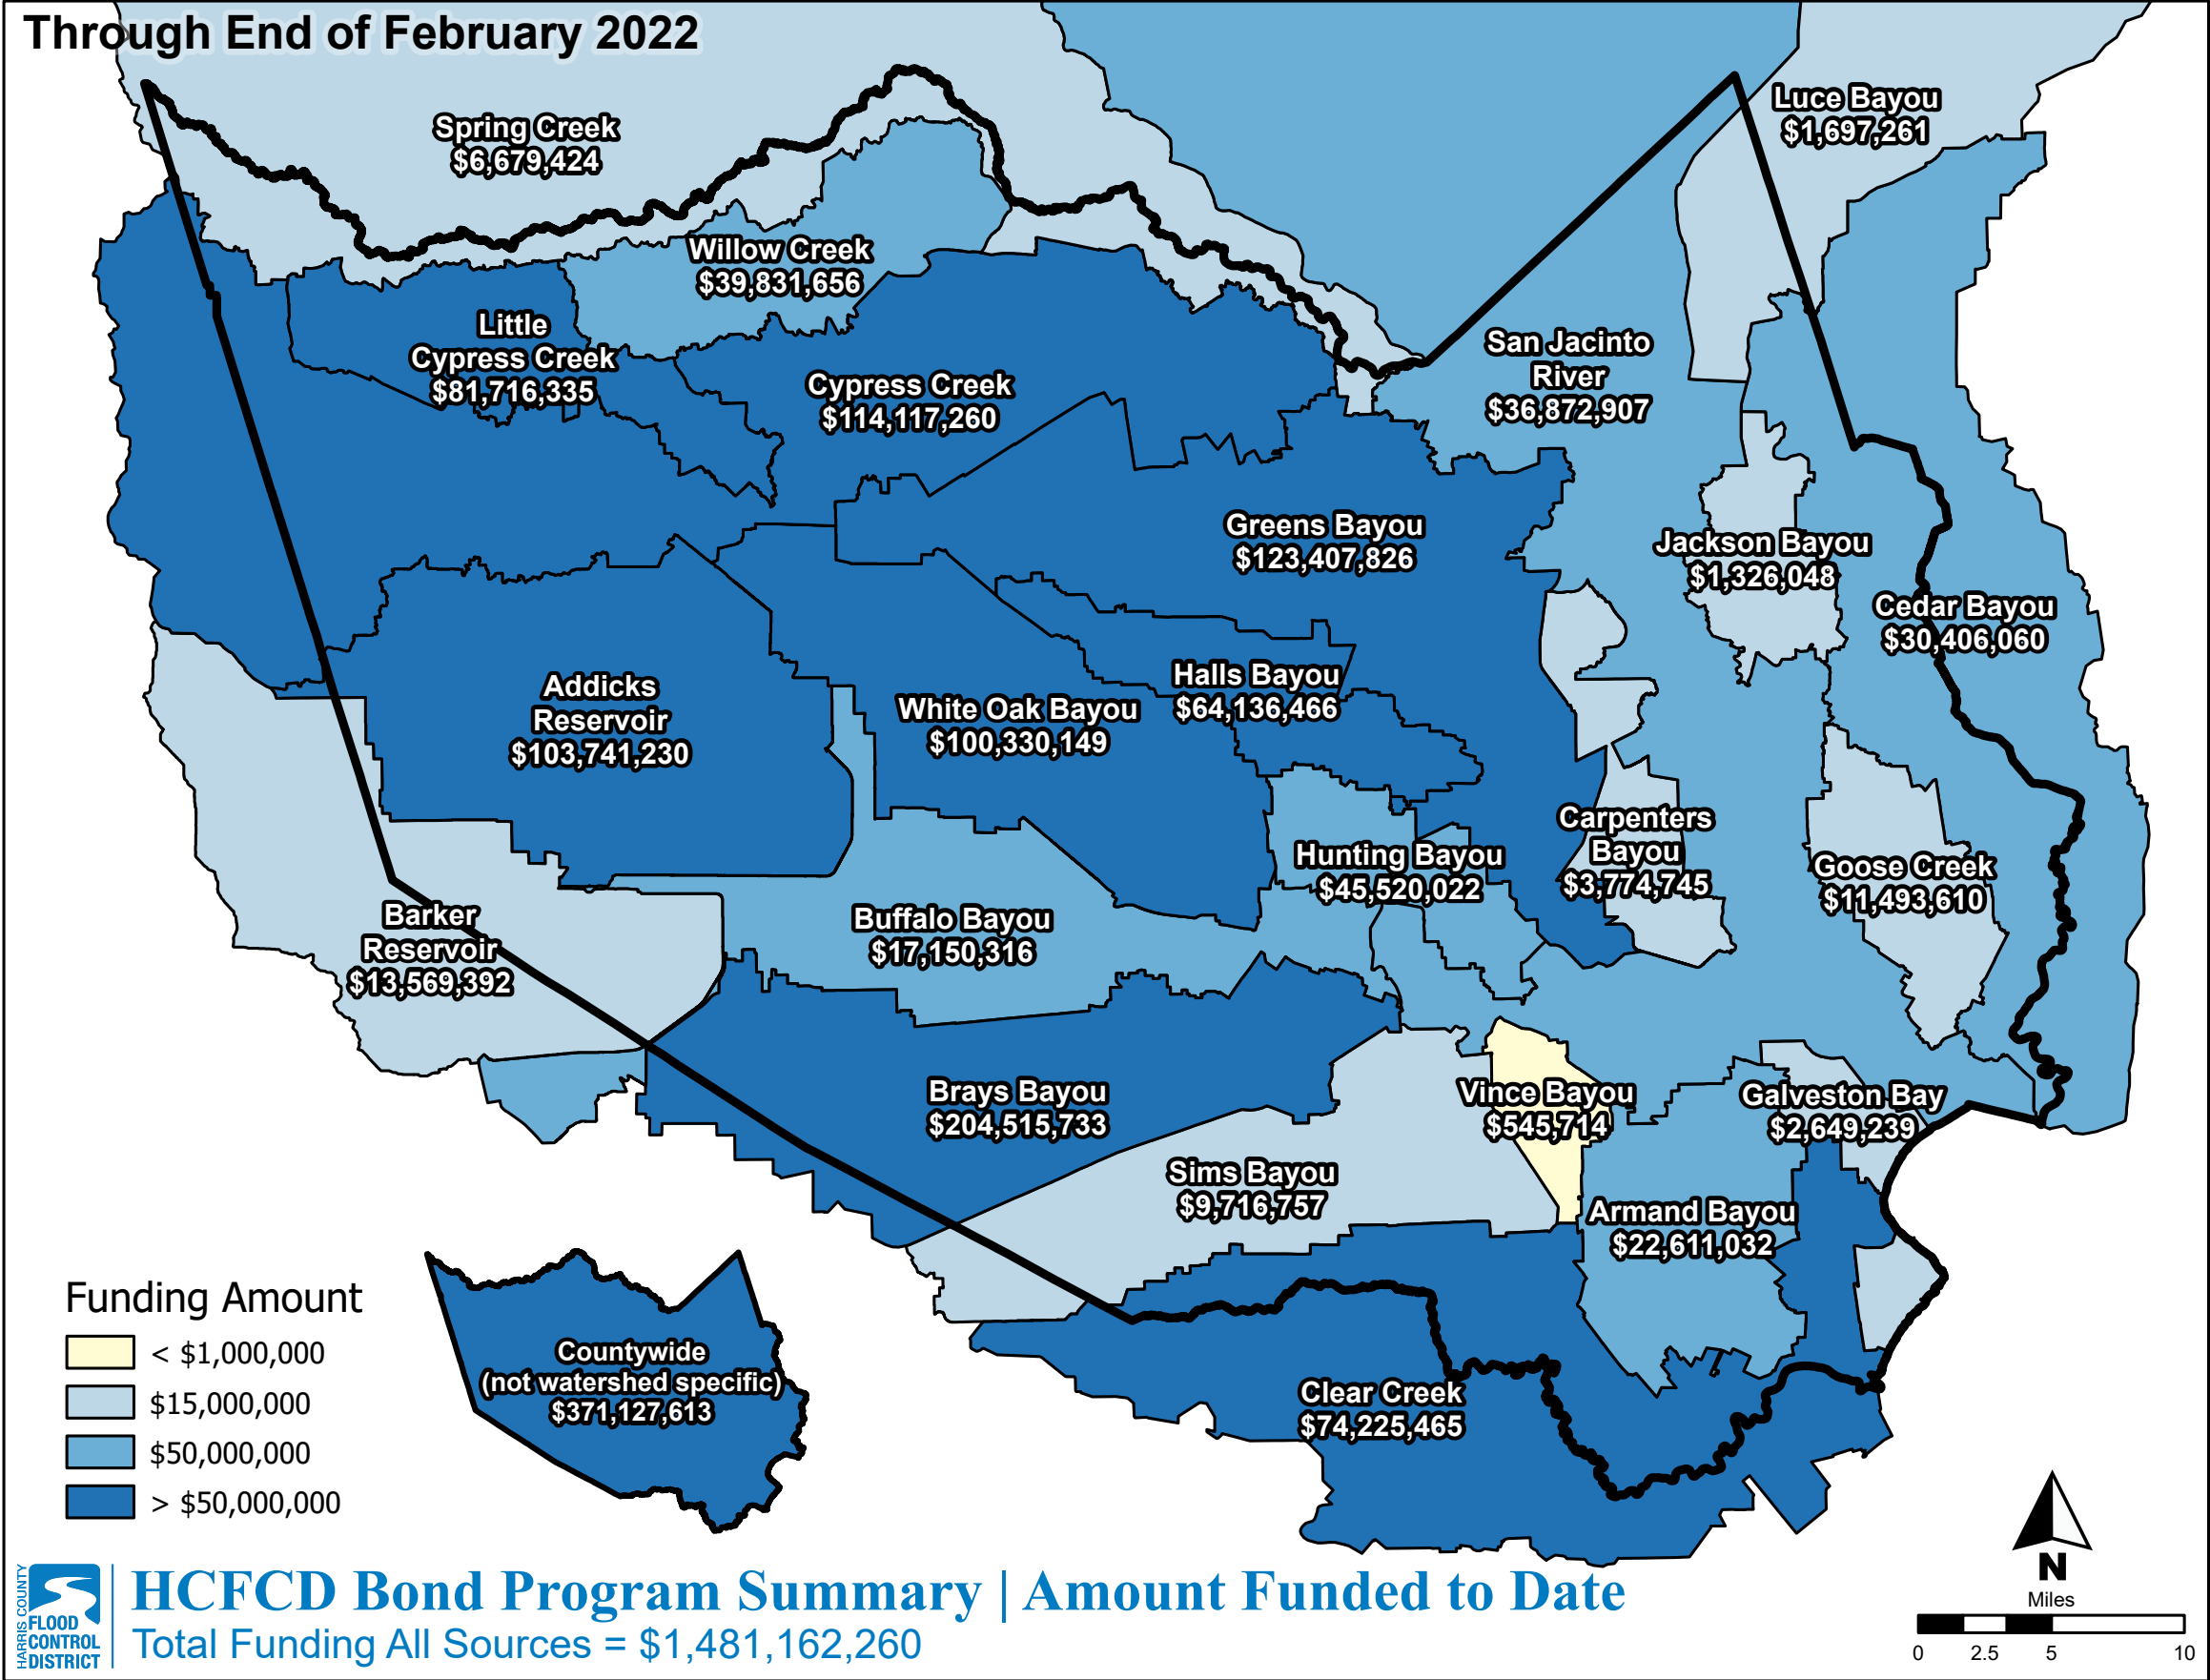 Through End of February 2022
Spring Creek
$6,679,424
Luce Bayou
$1,697,261
Willow Creek
$39,831,656
Little
Cypress Creek
$81,716,335
Cypress Creek
$114,117,260
San Jacinto
River
$36,872,907
Greens Bayou
$123,407,826
Jackson Bayou
$1,326,048
Cedar Bayou
$30,406,060
Addicks
Reservoir
$103,741,230
White Oak Bayou
$100,330,149
Halls Bayou
$64,136,466
Carpenters
Bayou
$3,774,745
Hunting Bayou
$45,520,022
Goose Creek
$11,493,610
Barker
Reservoir
$13,569,392
Buffalo Bayou
$17,150,316
Brays Bayou
$204,515,733
Vince Bayou
$545,714
Galveston Bay
$2,649,239
Sims Bayou
$9,716,757
Armand Bayou
$22,611,032
Clear Creek
$74,225,465
Funding Amount
< $1,000,000
$15,000,000
$50,000,000
> $50,000,000
Countywide
(not watershed specific)
$371,127,613
N
Miles
0 2.5 5 10
HARRIS COUNTY
FLOOD
CONTROL
DISTRICT
HCFCD Bond Program Summary | Amount Funded to Date
Total Funding All Sources = $1,481,162,260